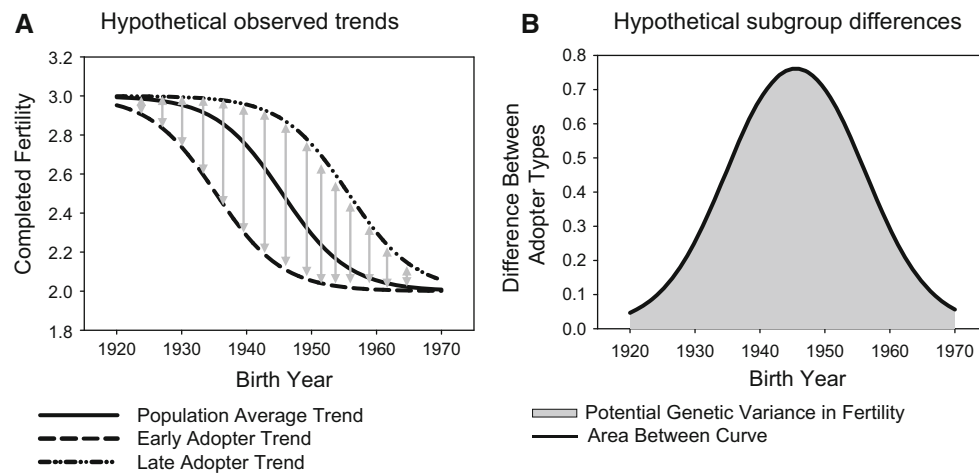 A Hypothetical observed trends
Completed Fertility
3.2
3.0
2.8
2.6
2.4
2.2
2.0
1.8
1920 1930 1940 1950 1960 1970
Birth Year
Population Average Trend
Early Adopter Trend
Late Adopter Trend
B Hypothetical subgroup differences
Difference Between
Adopter Types
0.8
0.7
0.6
0.5
0.4
0.3
0.2
0.1
0.0
1920 1930 1940 1950 1960 1970
Birth Year
Potential Genetic Variance in Fertility
Area Between Curve